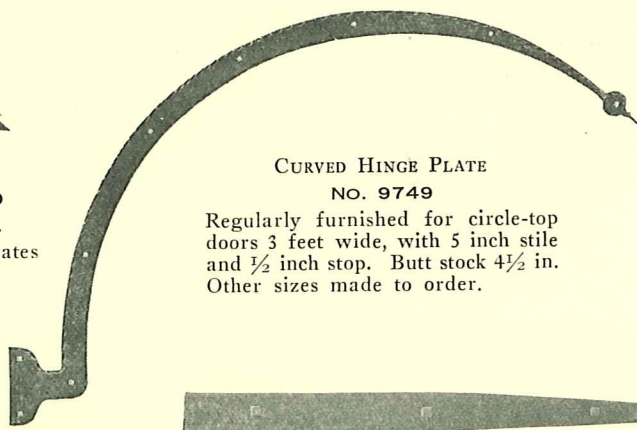 CURVED HINGE PLATE
No. 9749
Regularly furnished for circle-top
doors 3 feet wide, with 5 inch stile
and ½ inch stop. Butt stock 4½ in.
Other sizes made to order.
ates